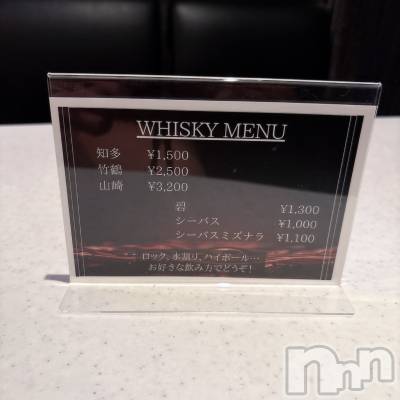 WHISKY MENU
知多 ¥1,500
竹鶴 ¥2,500
山崎 ¥3,200
碧 ¥1,300
シーバス ¥1,000
シーバスミズナラ ¥1,100
ロック、水割り、ハイボール…
お好きな飲み方でどうぞ!
nmn